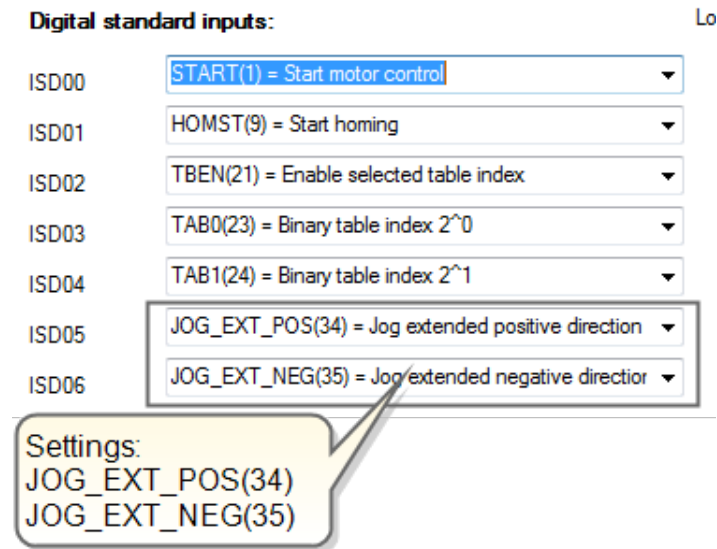 Digital standard inputs:
Lo
ISD00 START(1) = Start motor control
ISD01 HOMST(9) = Start homing
ISD02 TBEN(21) = Enable selected table index
ISD03 TAB0(23) = Binary table index 2^0
ISD04 TAB1(24) = Binary table index 2^1
ISD05 JOG_EXT_POS(34) = Jog extended positive direction
ISD06 JOG_EXT_NEG(35) = Jog extended negative direction
Settings:
JOG_EXT_POS(34)
JOG_EXT_NEG(35)